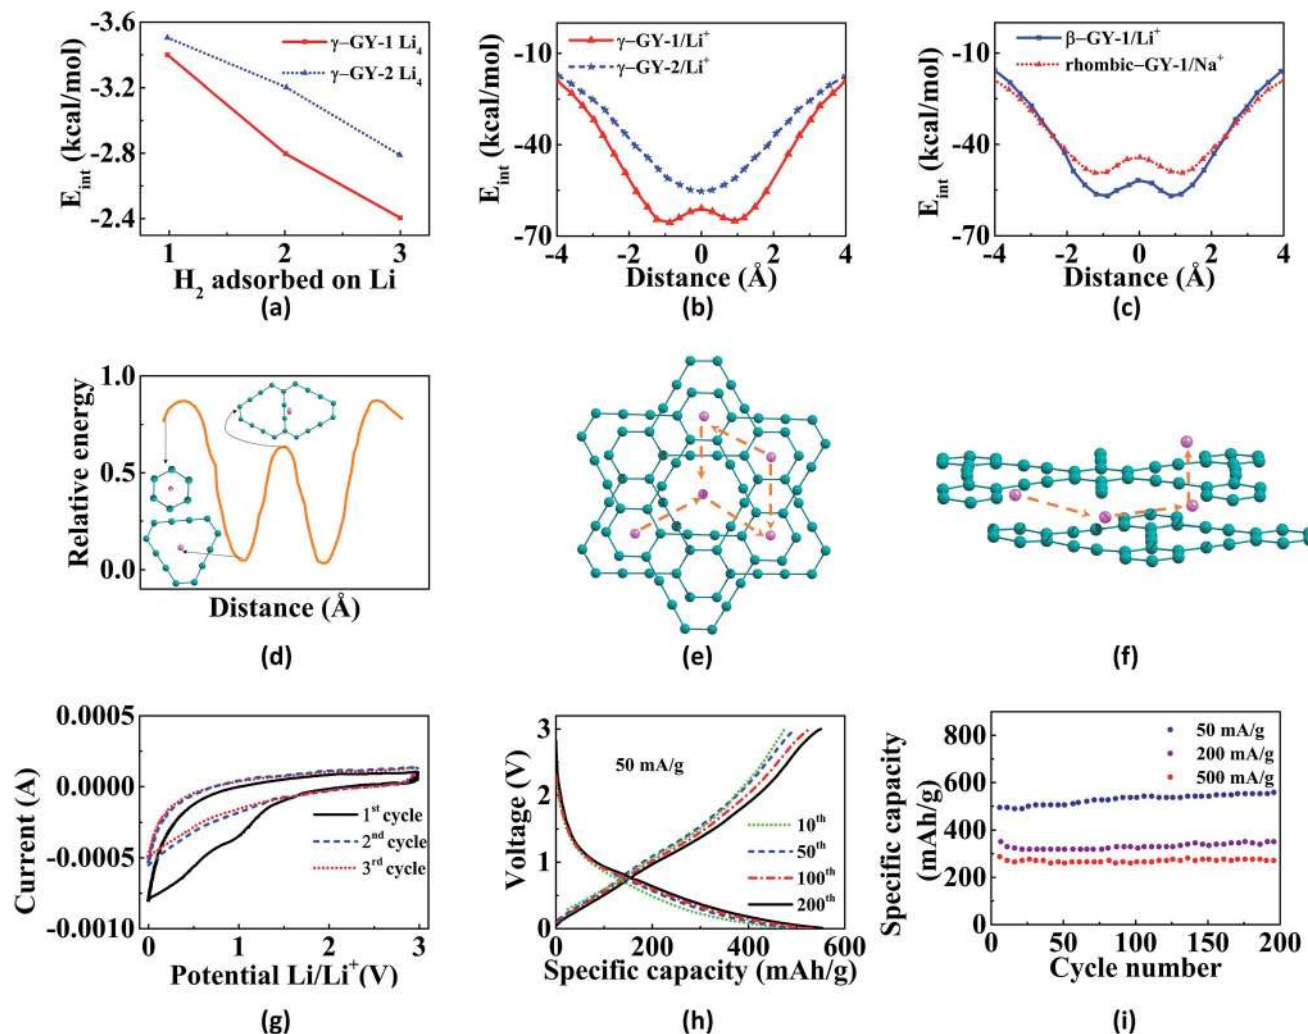 -3.6
-3.2
-2.8
-2.4
E_int (kcal/mol)
γ–GY-1 Li₄
γ–GY-2 Li₄
1 2 3
H₂ adsorbed on Li
(a)
-10
-40
-70
E_int (kcal/mol)
γ–GY-1/Li⁺
γ–GY-2/Li⁺
-4 -2 0 2 4
Distance (Å)
(b)
-10
-40
-70
E_int (kcal/mol)
β–GY-1/Li⁺
rhombic–GY-1/Na⁺
-4 -2 0 2 4
Distance (Å)
(c)
1.0
0.5
0.0
Relative energy
Distance (Å)
(d)
(e)
(f)
0.0005
0.0000
-0.0005
-0.0010
Current (A)
1ˢᵗ cycle
2ⁿᵈ cycle
3ʳᵈ cycle
0 1 2 3
Potential Li/Li⁺(V)
(g)
3
2
1
0
Voltage (V)
50 mA/g
10ᵗʰ
50ᵗʰ
100ᵗʰ
200ᵗʰ
0 200 400 600
Specific capacity (mAh/g)
(h)
800
600
400
200
0
Specific capacity
(mAh/g)
50 mA/g
200 mA/g
500 mA/g
0 50 100 150 200
Cycle number
(i)